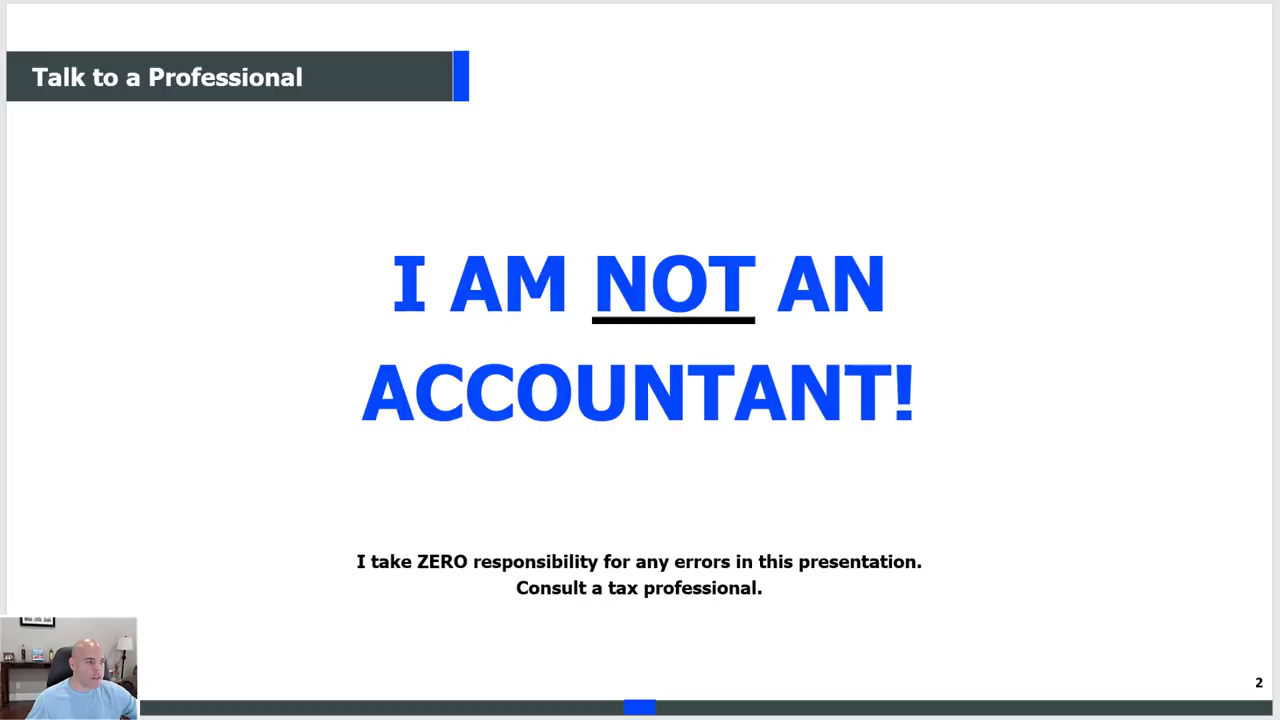 Talk to a Professional
I AM NOT AN
ACCOUNTANT!
I take ZERO responsibility for any errors in this presentation.
Consult a tax professional.
2